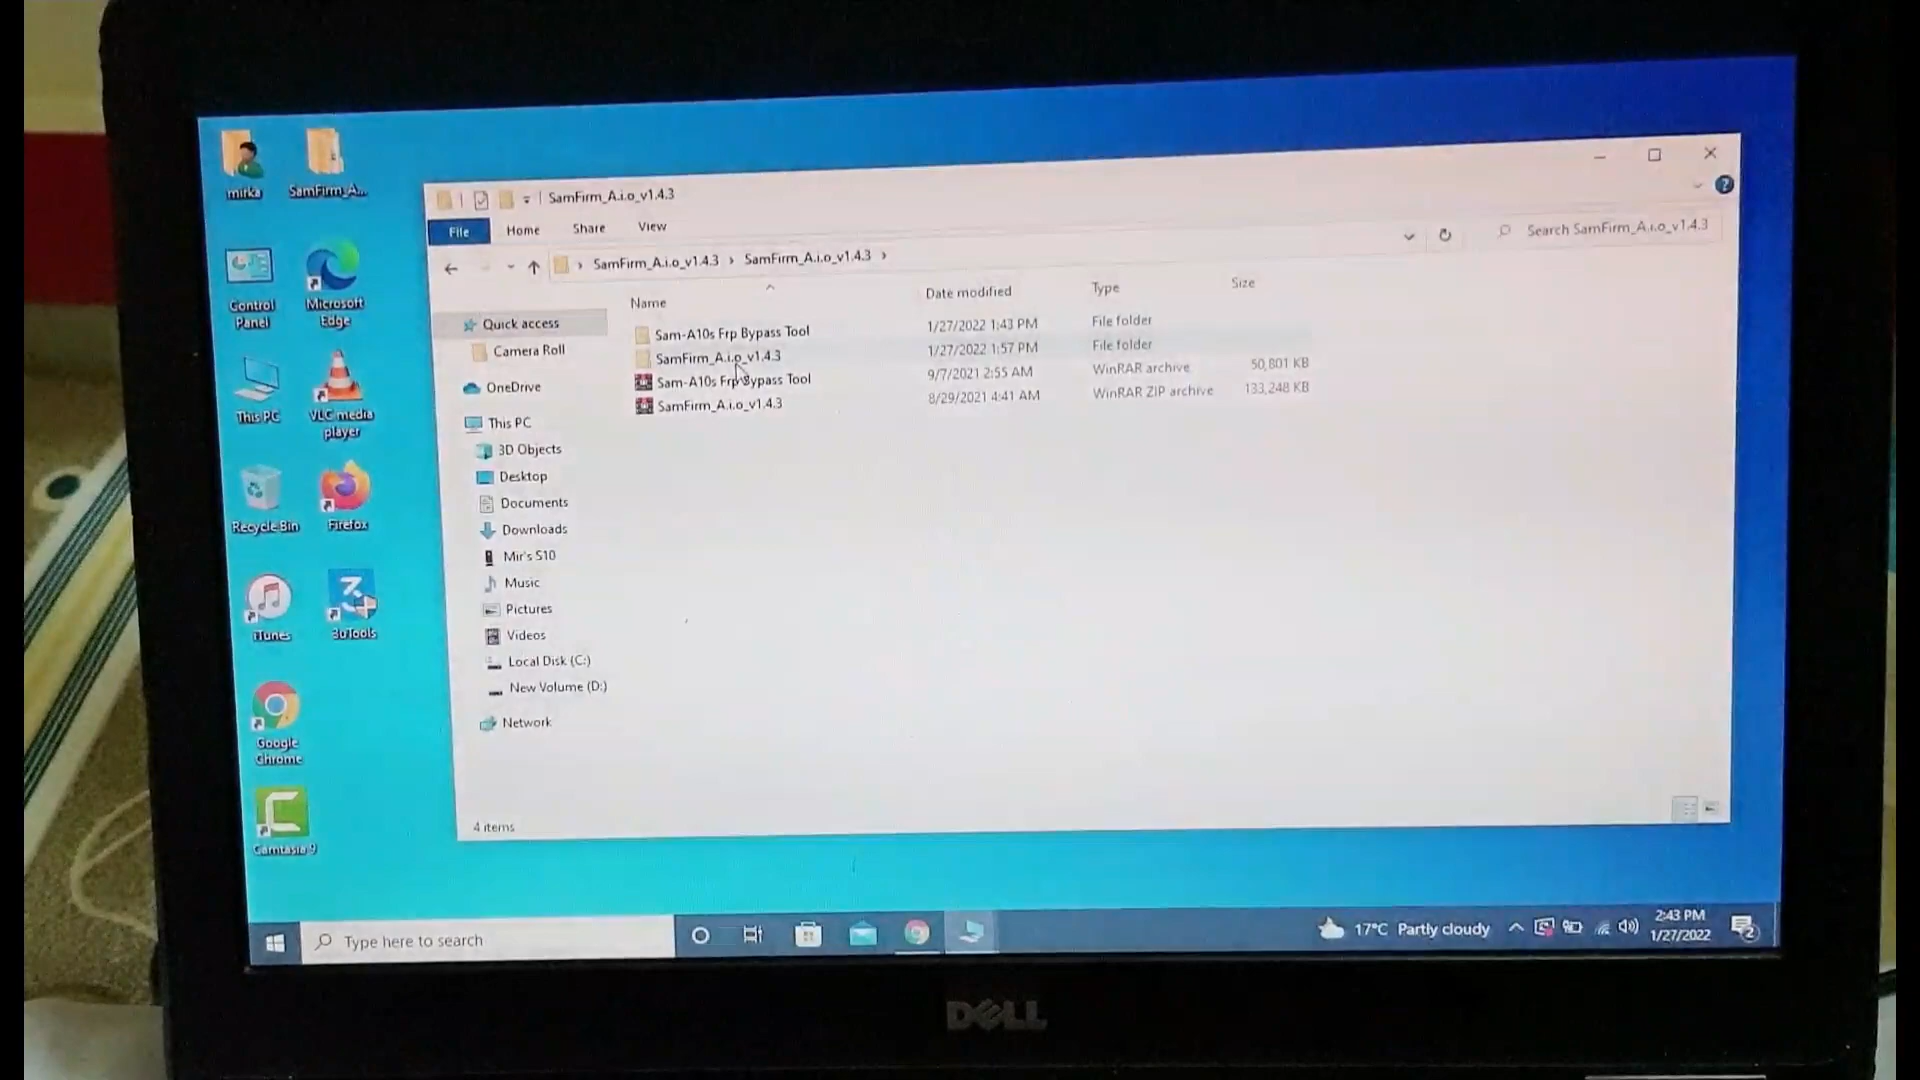 mirka
SamFirm_A...
Control
Panel
Microsoft
Edge
This PC
VLC media
player
Recycle Bin
Firefox
iTunes
3uTools
Google
Chrome
Camtasia 9
SamFirm_A.i.o_v1.4.3
File
Home
Share
View
SamFirm_A.i.o_v1.4.3 › SamFirm_A.i.o_v1.4.3 ›
Search SamFirm_A.i.o_v1.4.3
Name
Date modified
Type
Size
Quick access
Camera Roll
OneDrive
This PC
3D Objects
Desktop
Documents
Downloads
Mir's S10
Music
Pictures
Videos
Local Disk (C:)
New Volume (D:)
Network
Sam-A10s Frp Bypass Tool 1/27/2022 1:43 PM File folder
SamFirm_A.i.o_v1.4.3 1/27/2022 1:57 PM File folder
Sam-A10s Frp Bypass Tool 9/7/2021 2:55 AM WinRAR archive 50,801 KB
SamFirm_A.i.o_v1.4.3 8/29/2021 4:41 AM WinRAR ZIP archive 133,248 KB
4 items
Type here to search
17°C Partly cloudy
2:43 PM
1/27/2022
2
DELL